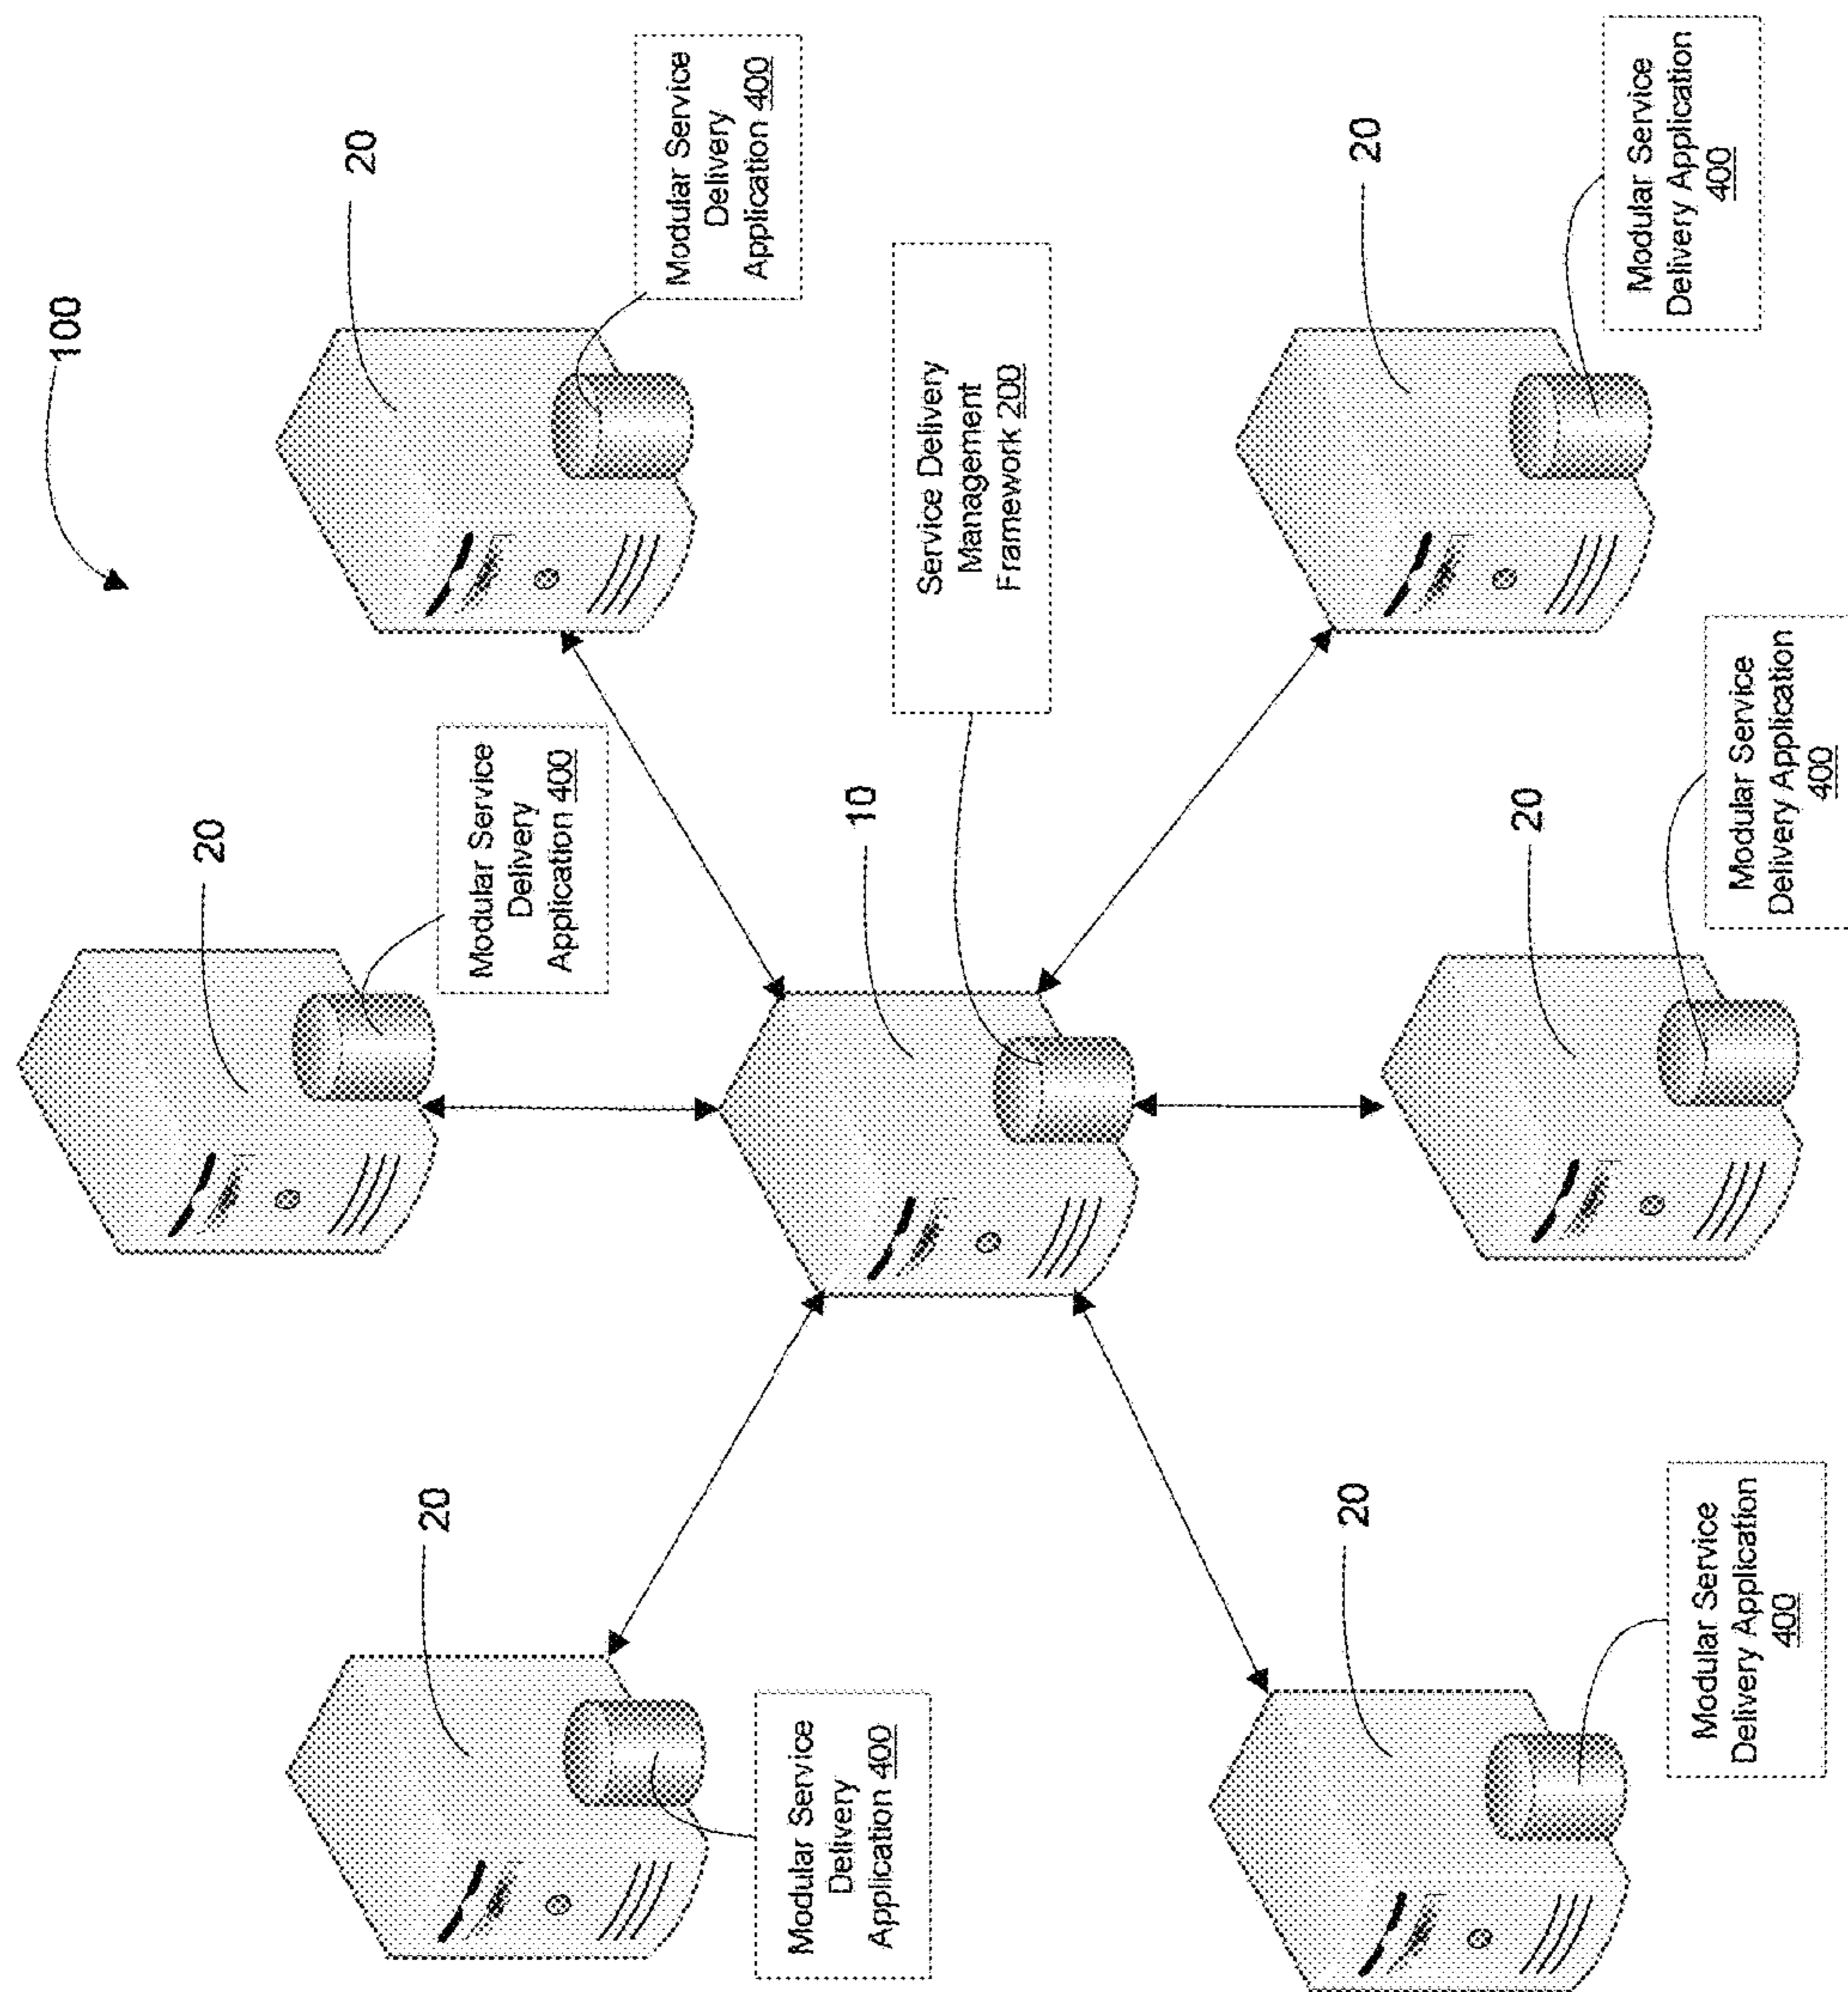 100
20
20
20
Modular Service
Delivery
Application 400
Modular Service
Delivery
Application 400
Modular Service
Delivery
Application 400
10
Service Delivery
Management
Framework 200
20
20
20
Modular Service
Delivery Application
400
Modular Service
Delivery Application
400
Modular Service
Delivery Application
400